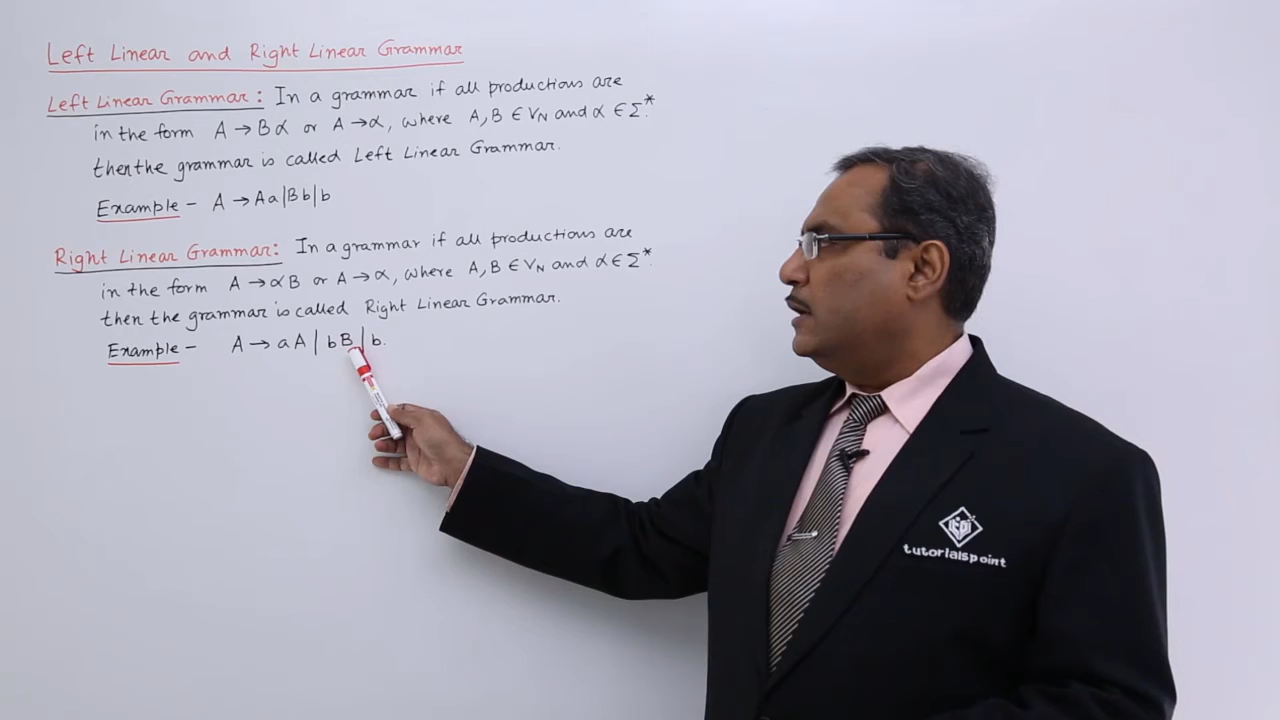 Left Linear and Right Linear Grammar
Left Linear Grammar: In a grammar if all productions are
in the form A → Bα or A → α, where A, B ∈ V_N and α ∈ Σ*.
then the grammar is called Left Linear Grammar.
Example – A → Aa|Bb|b
Right Linear Grammar: In a grammar if all productions are
in the form A → αB or A → α, where A, B ∈ V_N and α ∈ Σ*.
then the grammar is called Right Linear Grammar.
Example – A → aA | bB | b.
tutorialspoint